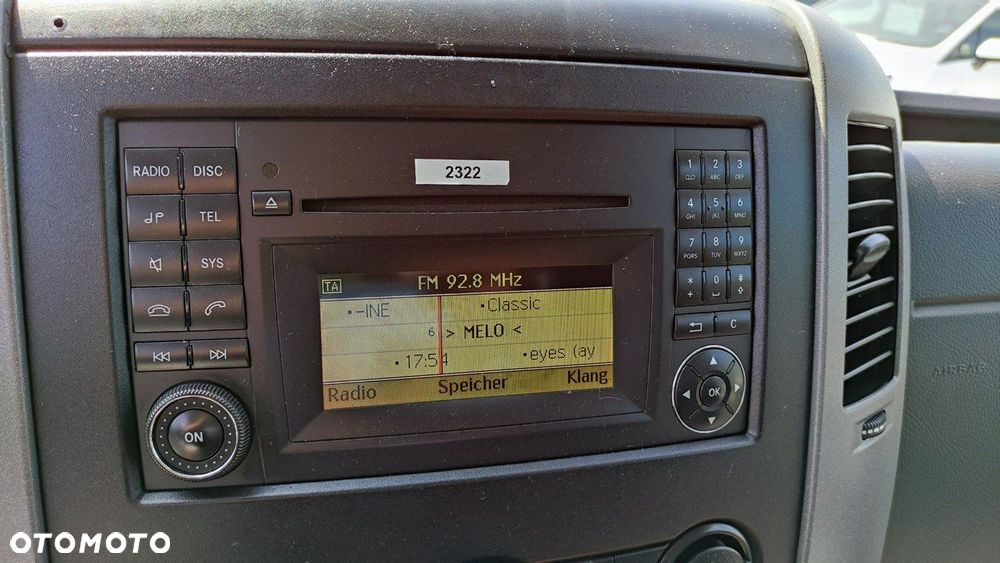 2322
RADIO DISC
TEL
SYS
ON
TA FM 92.8 MHz
-INE Classic
6 > MELO <
17:54 eyes (ay
Radio Speicher Klang
1 2 ABC 3 DEF
4 GHI 5 JKL 6 MNO
7 PQRS 8 TUV 9 WXYZ
* + 0 #
C
OK
AIRBAG
OTOMOTO